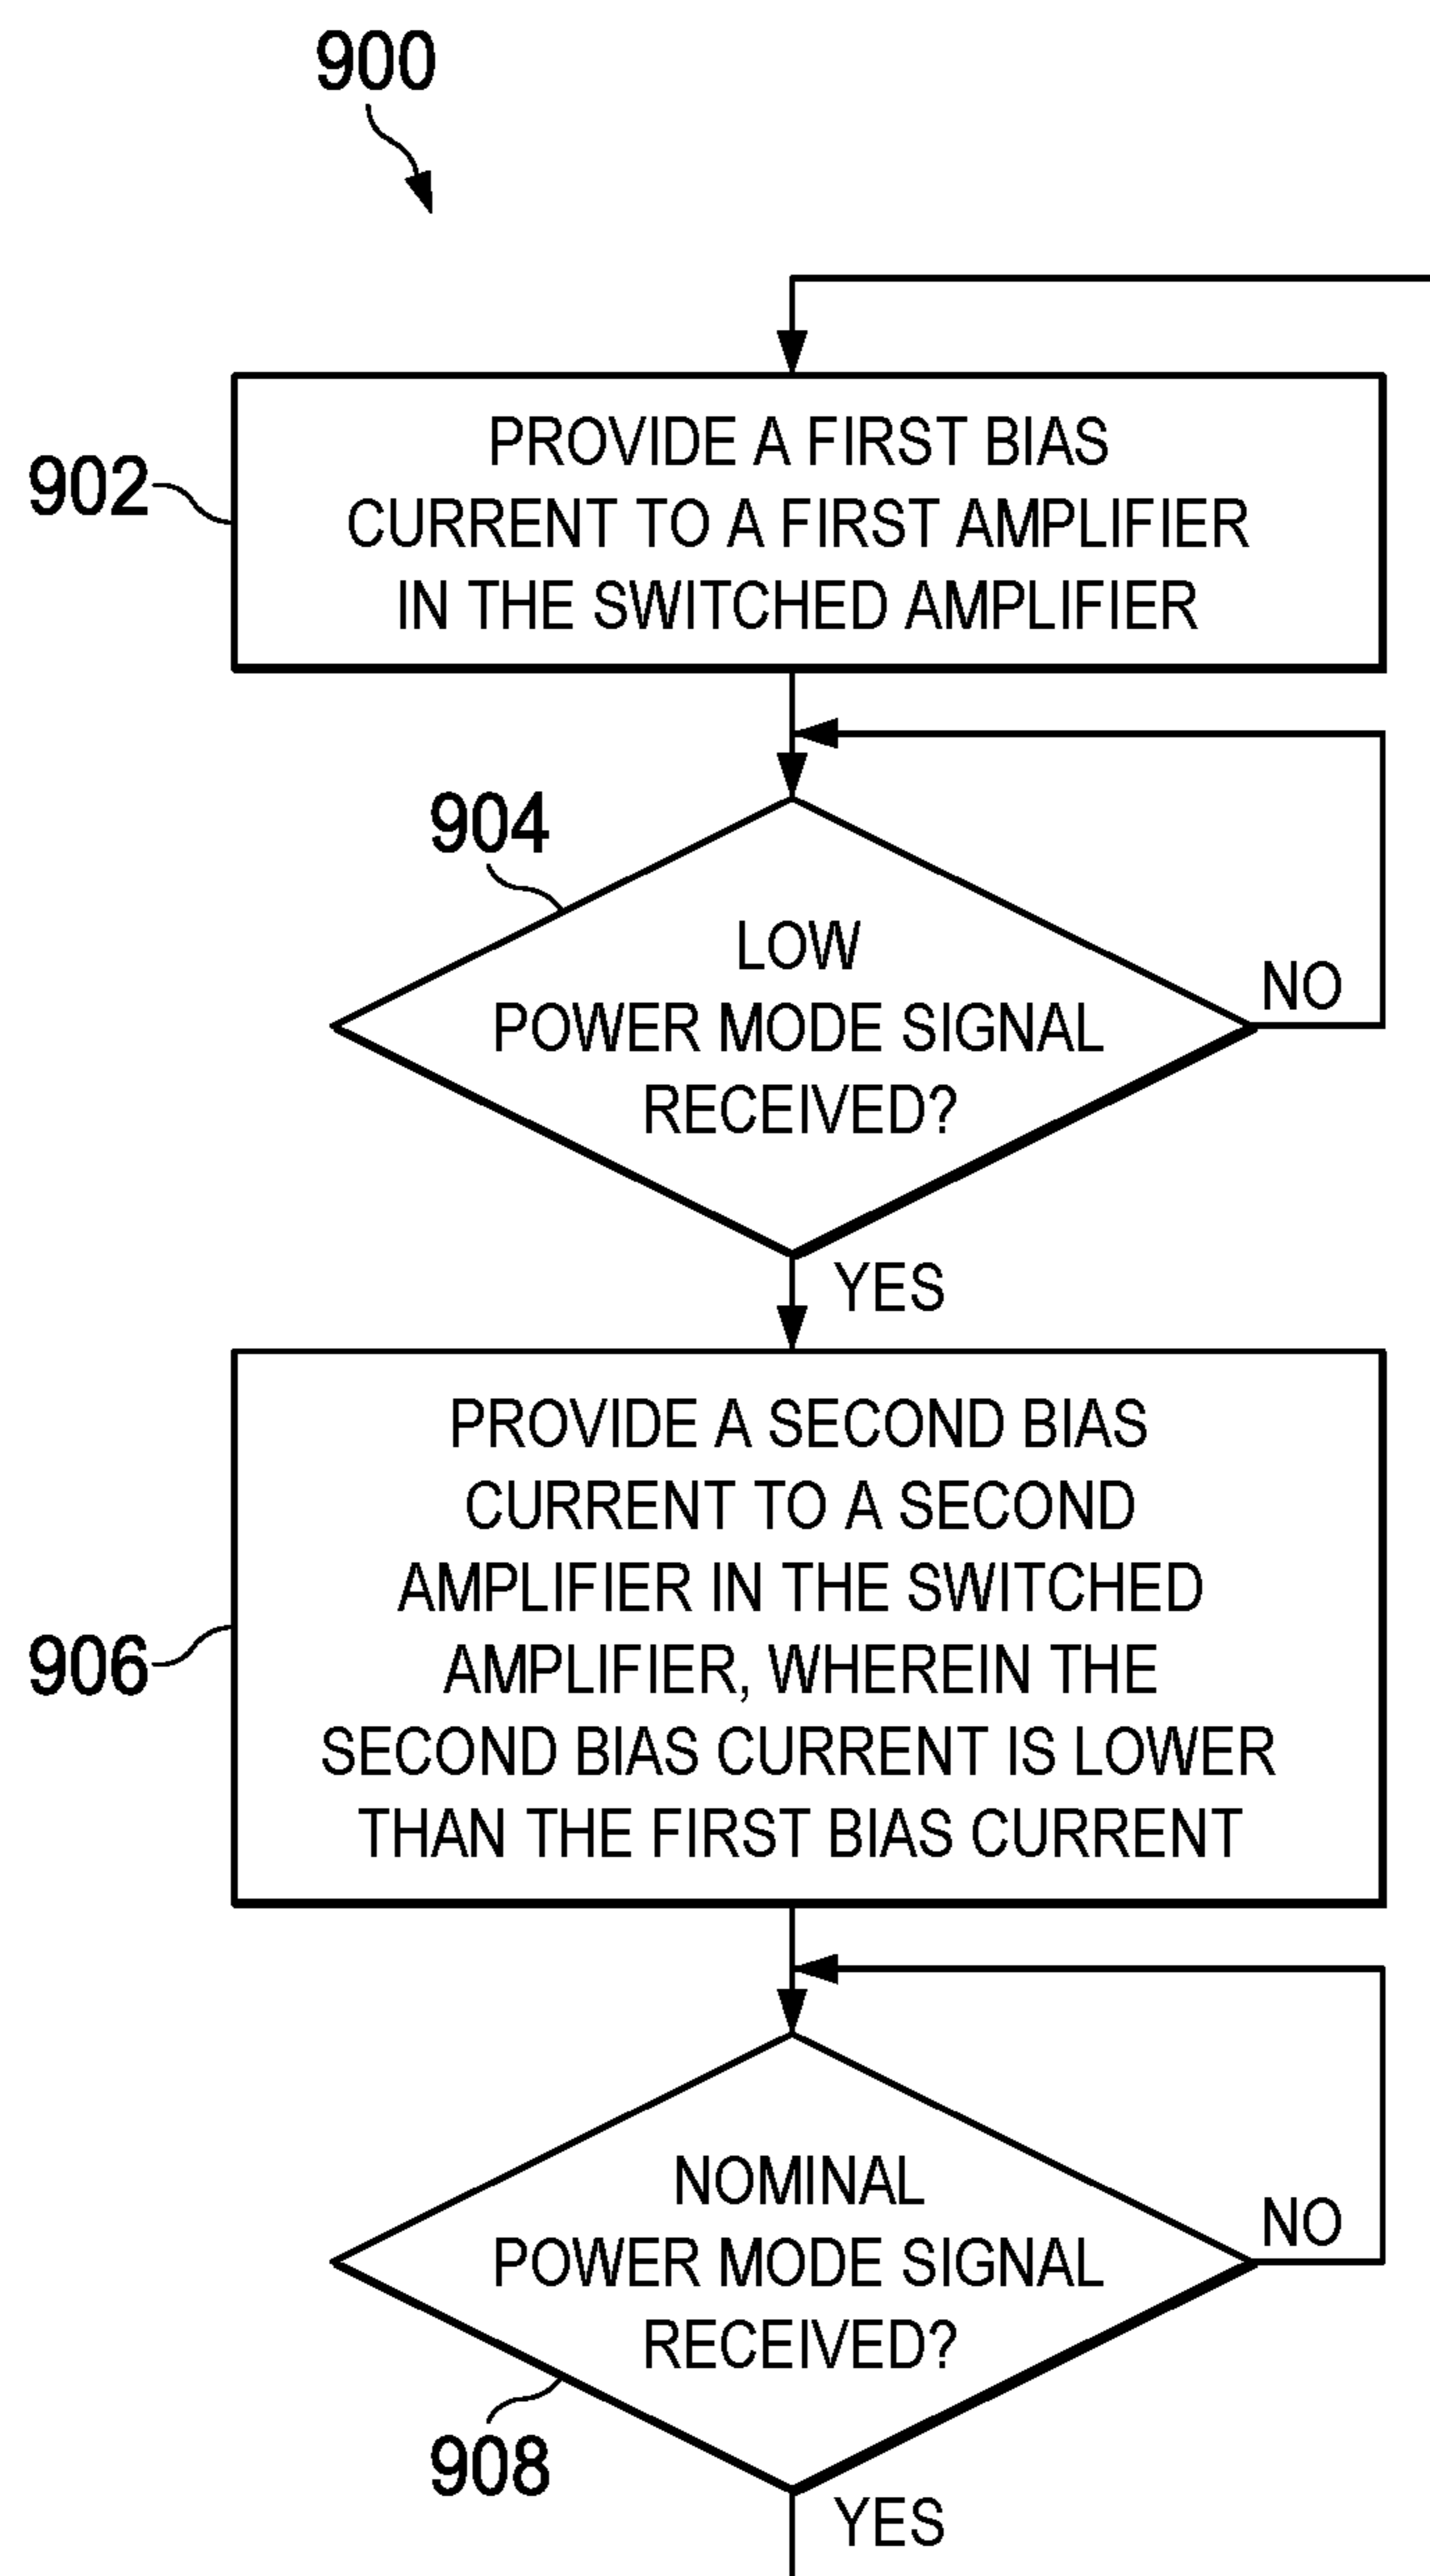 900
902
PROVIDE A FIRST BIAS
CURRENT TO A FIRST AMPLIFIER
IN THE SWITCHED AMPLIFIER
904
LOW
POWER MODE SIGNAL
RECEIVED?
NO
YES
906
PROVIDE A SECOND BIAS
CURRENT TO A SECOND
AMPLIFIER IN THE SWITCHED
AMPLIFIER, WHEREIN THE
SECOND BIAS CURRENT IS LOWER
THAN THE FIRST BIAS CURRENT
NOMINAL
POWER MODE SIGNAL
RECEIVED?
NO
908
YES